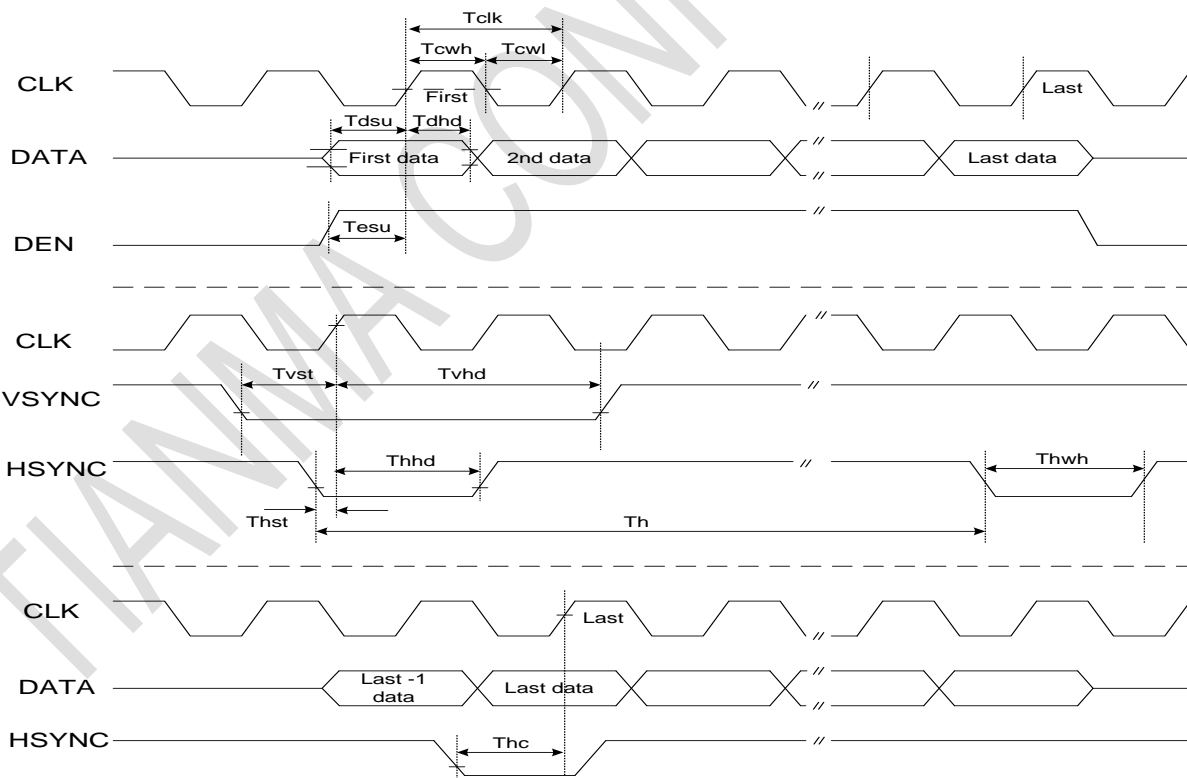 Tclk
Tcwh Tcwl
CLK First Last
Tdsu Tdhd
DATA First data 2nd data Last data
DEN Tesu
CLK
Tvst Tvhd
VSYNC
HSYNC Thhd Thwh
Thst Th
CLK Last
DATA Last -1 data Last data
HSYNC Thc
TIANMA CONF